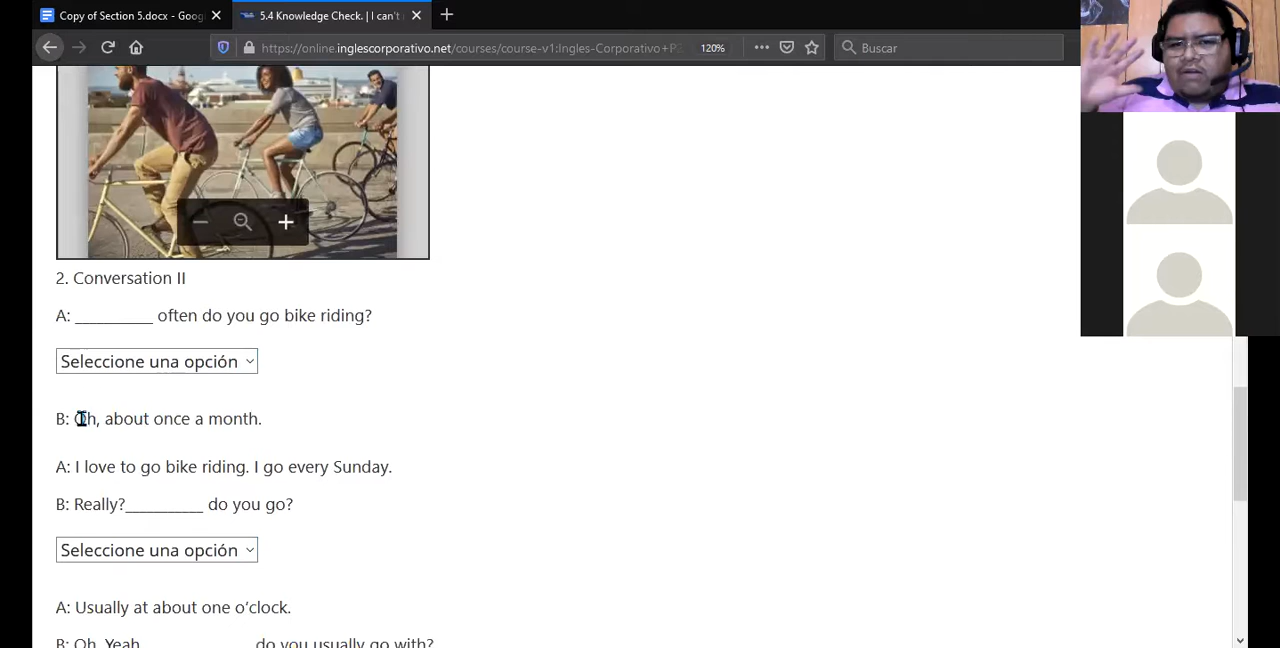 Copy of Section 5.docx - Goog
5.4 Knowledge Check. | I can't
https://online.inglescorporativo.net/courses/course-v1:Ingles-Corporativo+P
120%
Buscar
2. Conversation II
A: __________ often do you go bike riding?
Seleccione una opción
B: Oh, about once a month.
A: I love to go bike riding. I go every Sunday.
B: Really?__________ do you go?
Seleccione una opción
A: Usually at about one o'clock.
B: Oh, Yeah. ______________ do you usually go with?